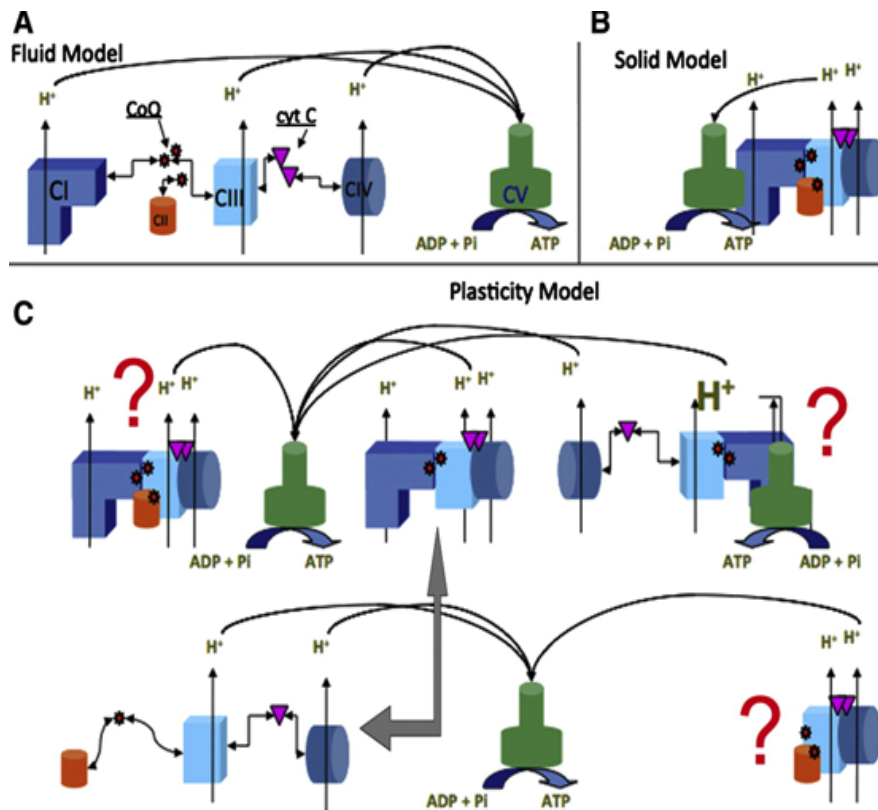 A
Fluid Model
H⁺
H⁺
H⁺
CoQ
cyt C
CI
CII
CIII
CIV
CV
ADP + Pi
ATP
B
Solid Model
H⁺
H⁺
ADP + Pi
ATP
Plasticity Model
C
H⁺
?
H⁺
H⁺
H⁺
H⁺
H⁺
H⁺
H⁺
?
ADP + Pi
ATP
ATP
ADP + Pi
H⁺
H⁺
H⁺
H⁺
?
ADP + Pi
ATP